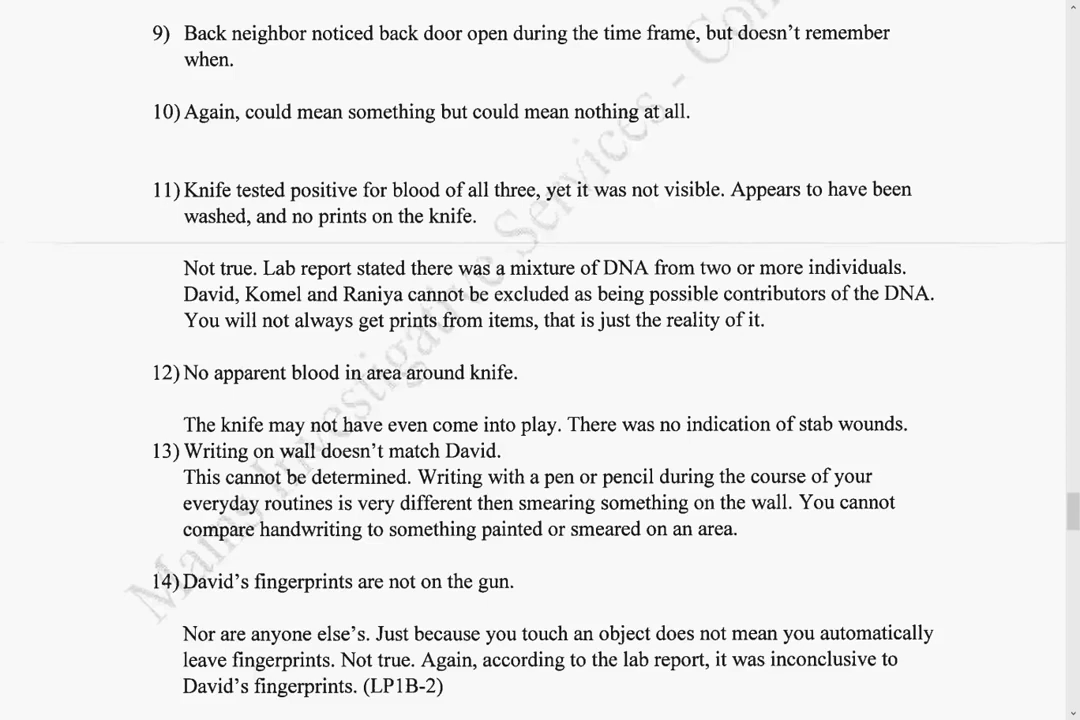 9) Back neighbor noticed back door open during the time frame, but doesn't remember
when.
10) Again, could mean something but could mean nothing at all.
11) Knife tested positive for blood of all three, yet it was not visible. Appears to have been
washed, and no prints on the knife.
Not true. Lab report stated there was a mixture of DNA from two or more individuals.
David, Komel and Raniya cannot be excluded as being possible contributors of the DNA.
You will not always get prints from items, that is just the reality of it.
12) No apparent blood in area around knife.
The knife may not have even come into play. There was no indication of stab wounds.
13) Writing on wall doesn't match David.
This cannot be determined. Writing with a pen or pencil during the course of your
everyday routines is very different then smearing something on the wall. You cannot
compare handwriting to something painted or smeared on an area.
14) David's fingerprints are not on the gun.
Nor are anyone else's. Just because you touch an object does not mean you automatically
leave fingerprints. Not true. Again, according to the lab report, it was inconclusive to
David's fingerprints. (LP1B-2)